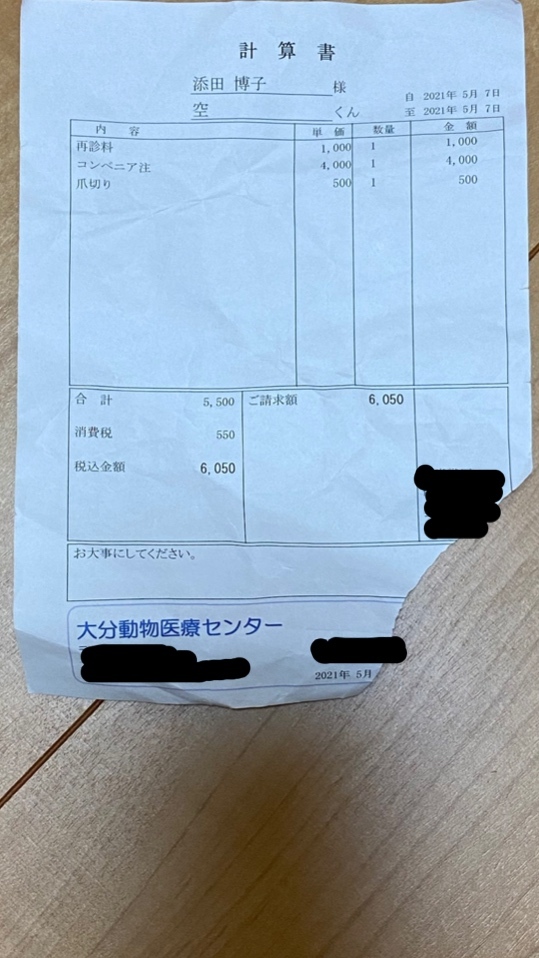 計算書
添田 博子 様
自 2021年 5月 7日
空 くん
至 2021年 5月 7日
内容 単価 数量 金額
再診料 1,000 1 1,000
コンベニア注 4,000 1 4,000
爪切り 500 1 500
合計 5,500 ご請求額 6,050
消費税 550
税込金額 6,050
お大事にしてください。
大分動物医療センター
2021年 5月